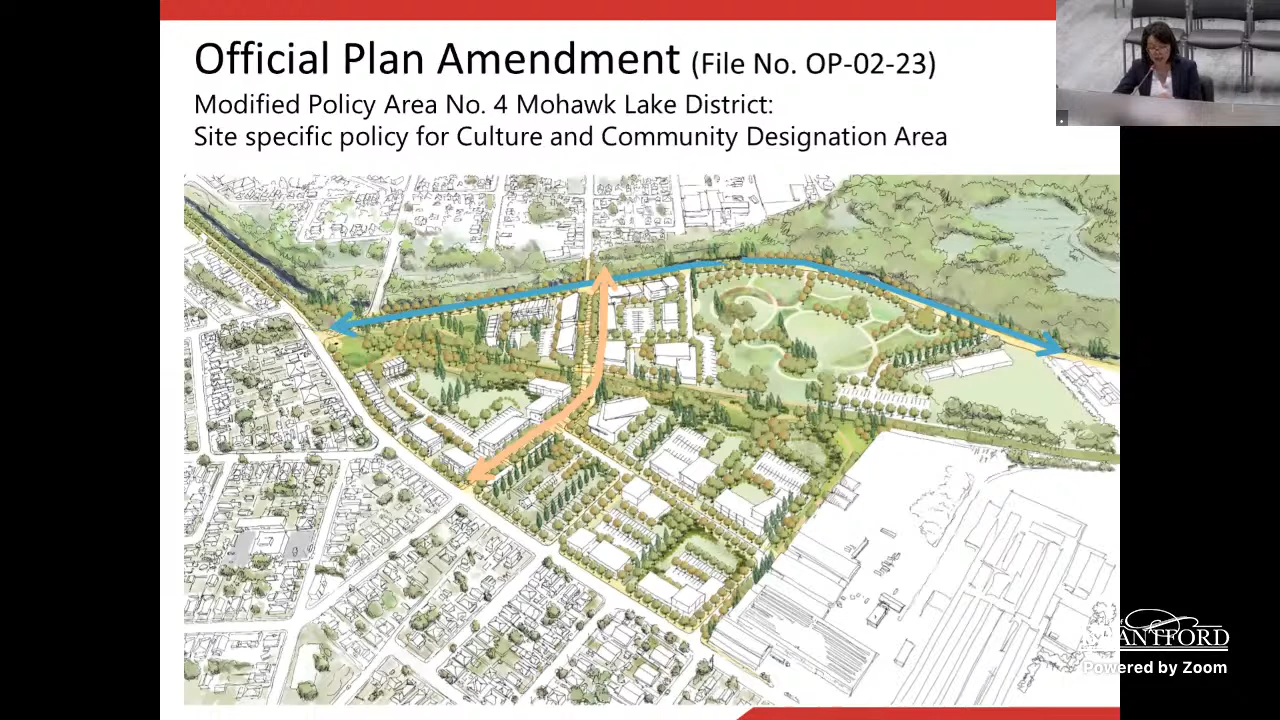 Official Plan Amendment (File No. OP-02-23)
Modified Policy Area No. 4 Mohawk Lake District:
Site specific policy for Culture and Community Designation Area
BRANTFORD
Powered by Zoom